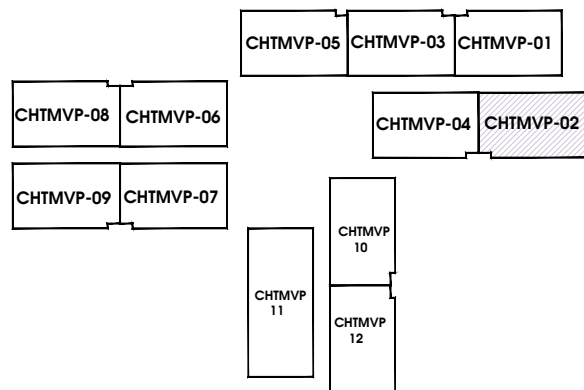 CHTMVP-05 CHTMVP-03 CHTMVP-01
CHTMVP-08 CHTMVP-06
CHTMVP-04 CHTMVP-02
CHTMVP-09 CHTMVP-07
CHTMVP
10
CHTMVP
11
CHTMVP
12